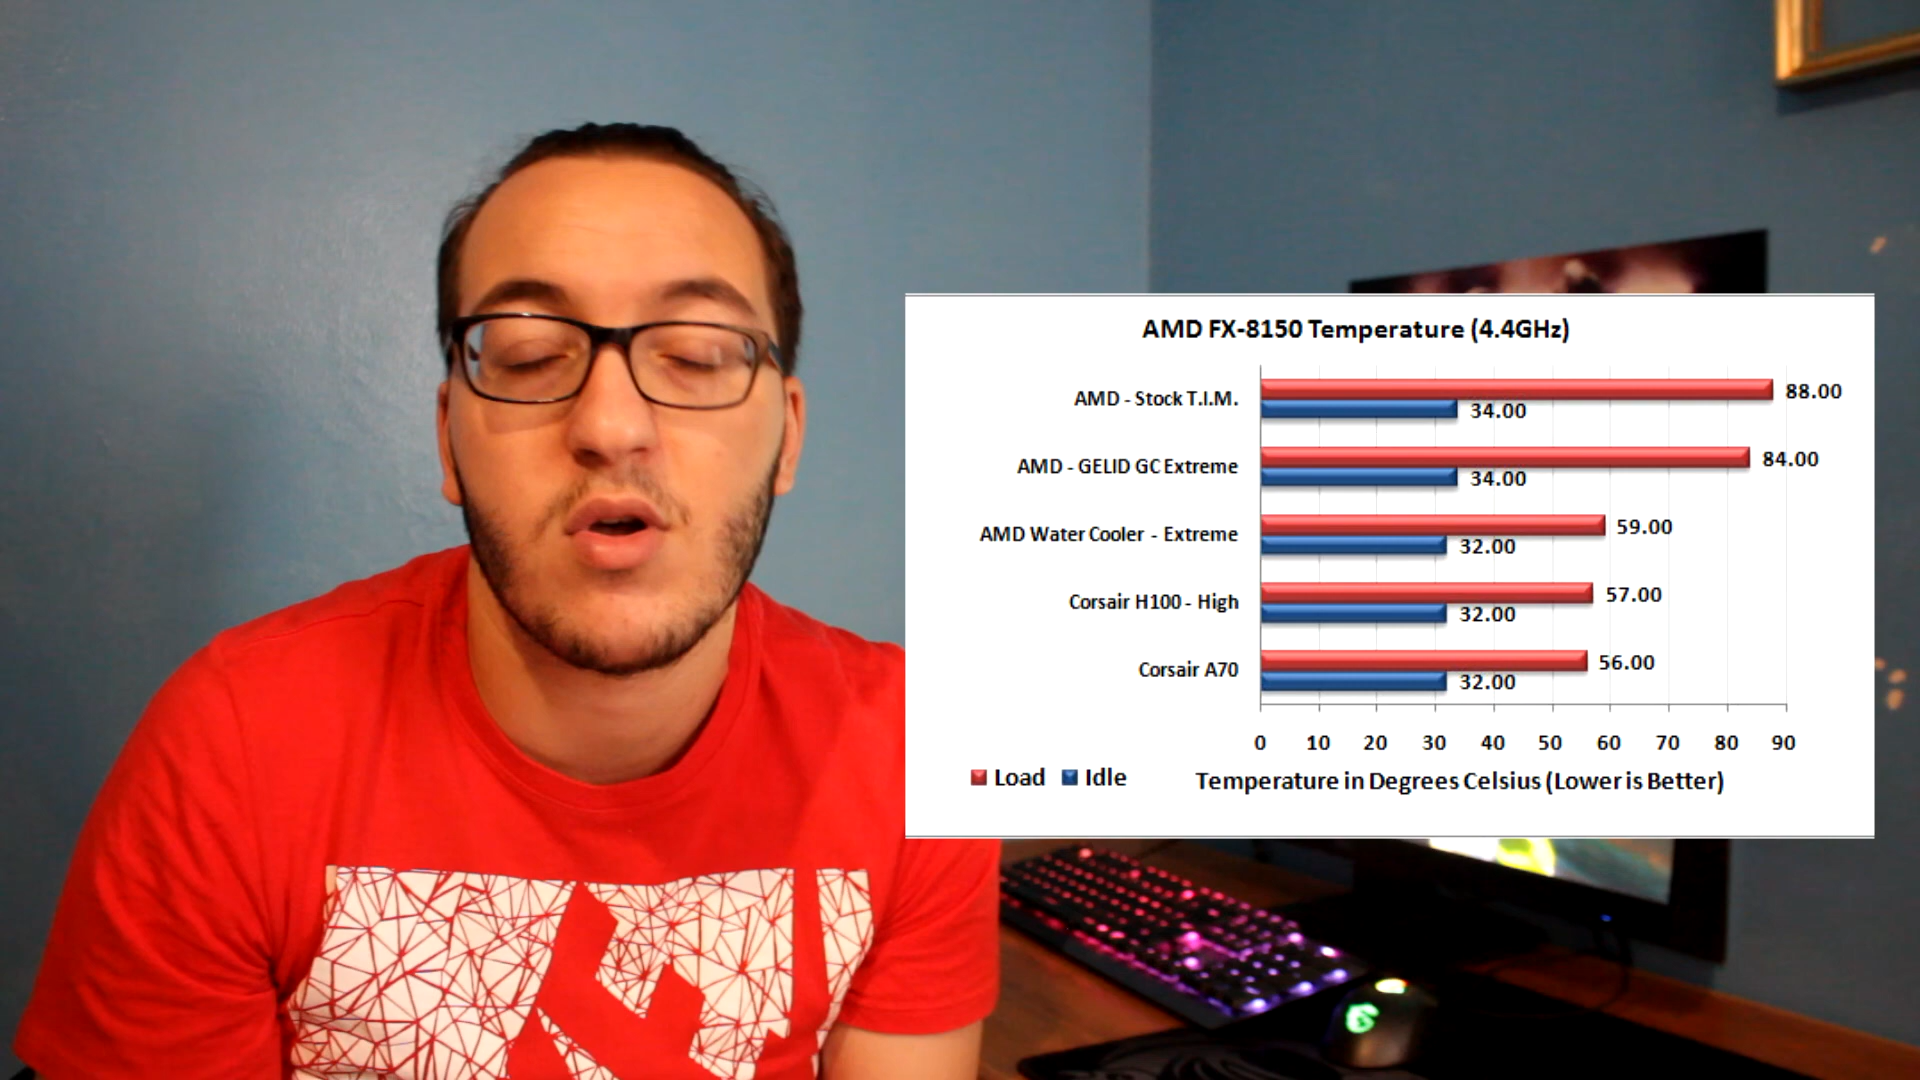 AMD FX-8150 Temperature (4.4GHz)
AMD - Stock T.I.M.
88.00
34.00
AMD - GELID GC Extreme
84.00
34.00
AMD Water Cooler - Extreme
59.00
32.00
Corsair H100 - High
57.00
32.00
Corsair A70
56.00
32.00
0 10 20 30 40 50 60 70 80 90
Load Idle
Temperature in Degrees Celsius (Lower is Better)